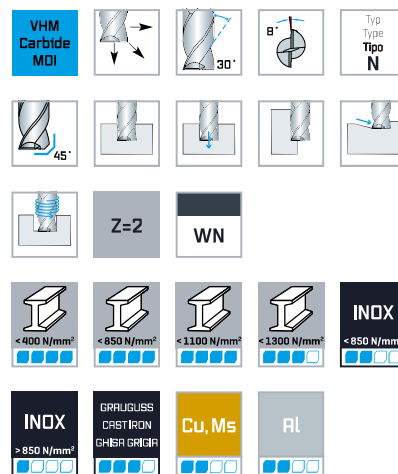 VHM
Carbide
MDI
30°
8°
Typ
Type
Tipo
N
45°
Z=2
WN
<400 N/mm²
<850 N/mm²
<1100 N/mm²
<1300 N/mm²
INOX
<850 N/mm²
INOX
>850 N/mm²
GRAUGUSS
CAST IRON
GHISA GRIGIA
Cu, Ms
Al